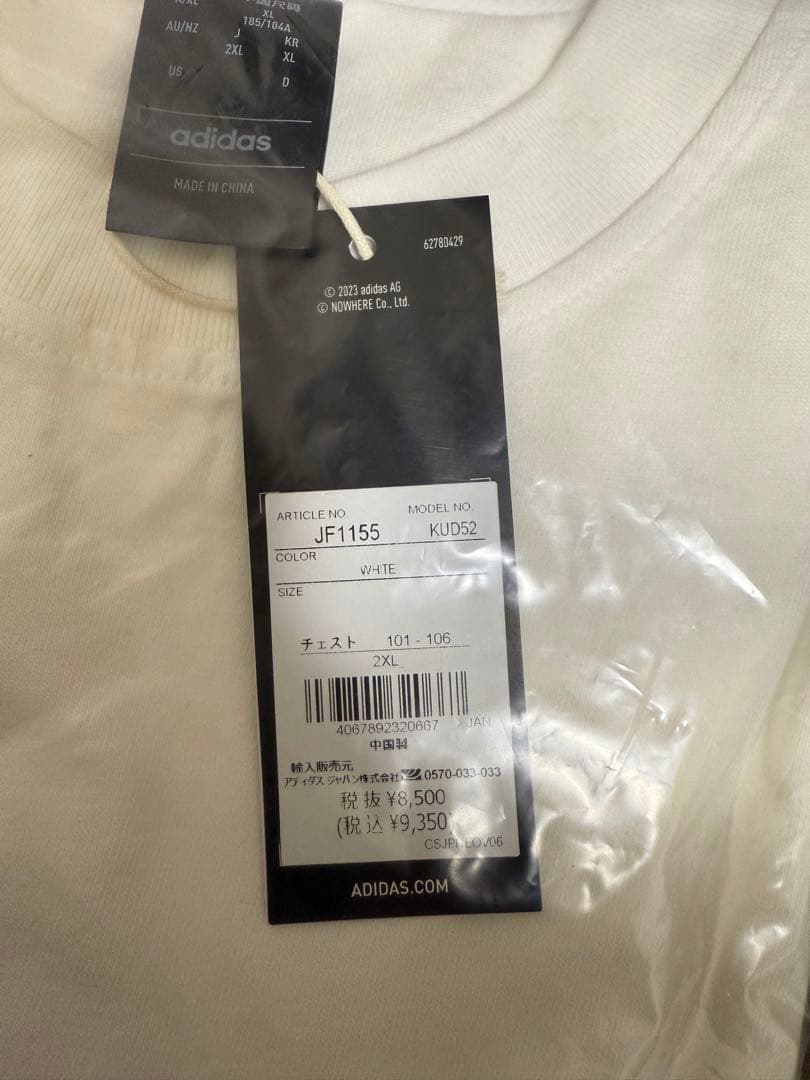 XL
185/104A
AU/NZ
J
2XL
KR
XL
US
D
adidas
MADE IN CHINA
62780429
© 2023 adidas AG
© NOWHERE Co., Ltd.
ARTICLE NO.
MODEL NO.
JF1155
KUD52
COLOR
WHITE
SIZE
チェスト 101 - 106
2XL
4067892320667 JAN
中国製
輸入販売元
アディダス ジャパン株式会社 0570-033-033
税抜 ¥8,500
(税込 ¥9,350)
ADIDAS.COM